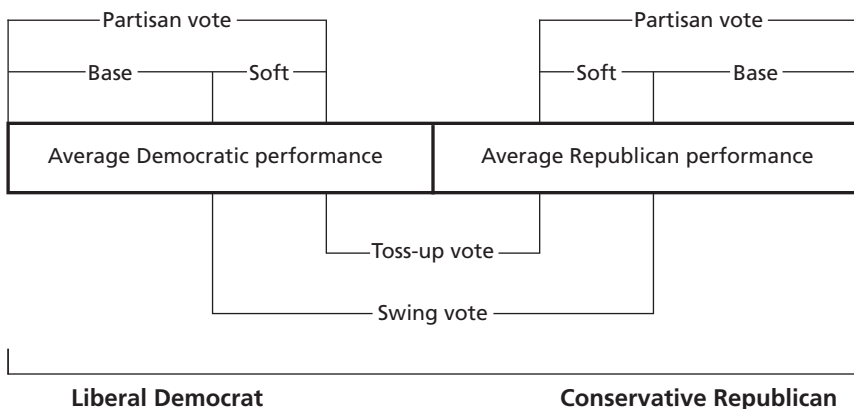 Partisan vote Partisan vote
Base Soft Soft Base
Average Democratic performance Average Republican performance
Toss-up vote
Swing vote
Liberal Democrat Conservative Republican